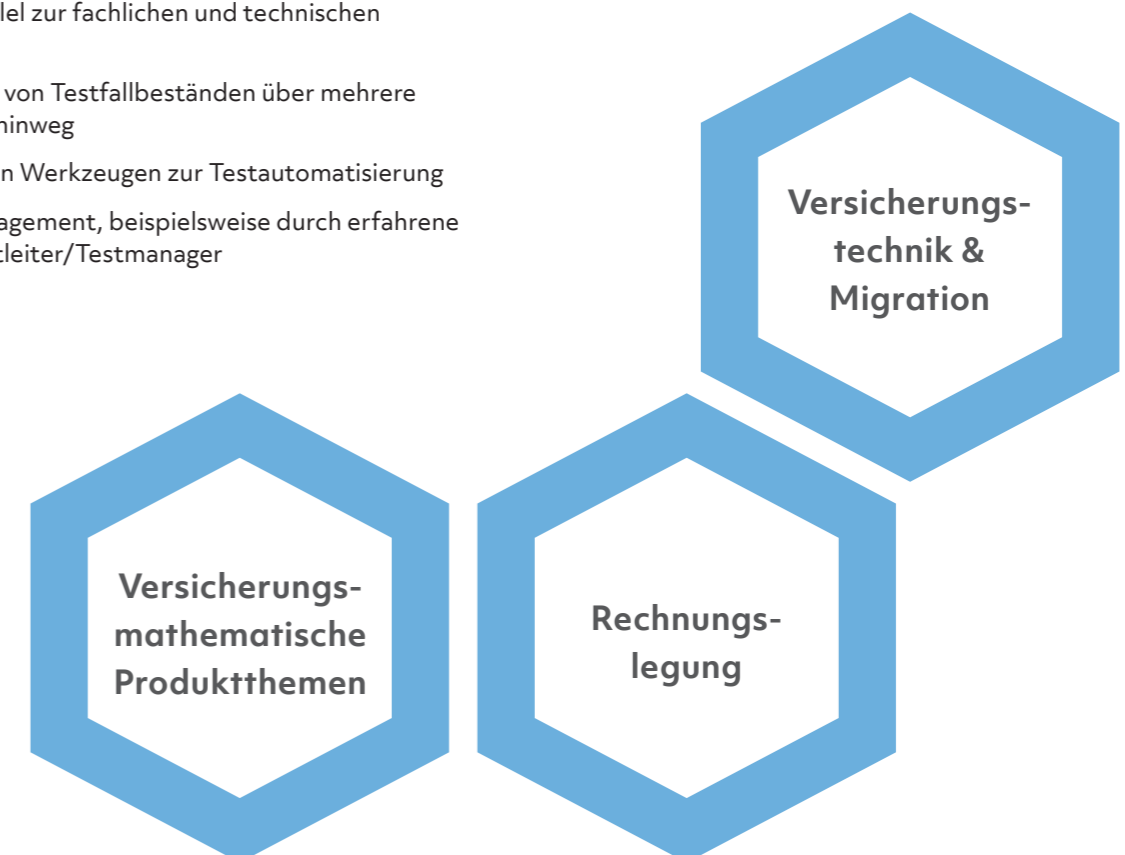 lel zur fachlichen und technischen
von Testfallbeständen über mehrere
hinweg
n Werkzeugen zur Testautomatisierung
agement, beispielsweise durch erfahrene
tleiter/Testmanager
Versicherungs-
technik &
Migration
Versicherungs-
mathematische
Produktthemen
Rechnungs-
legung